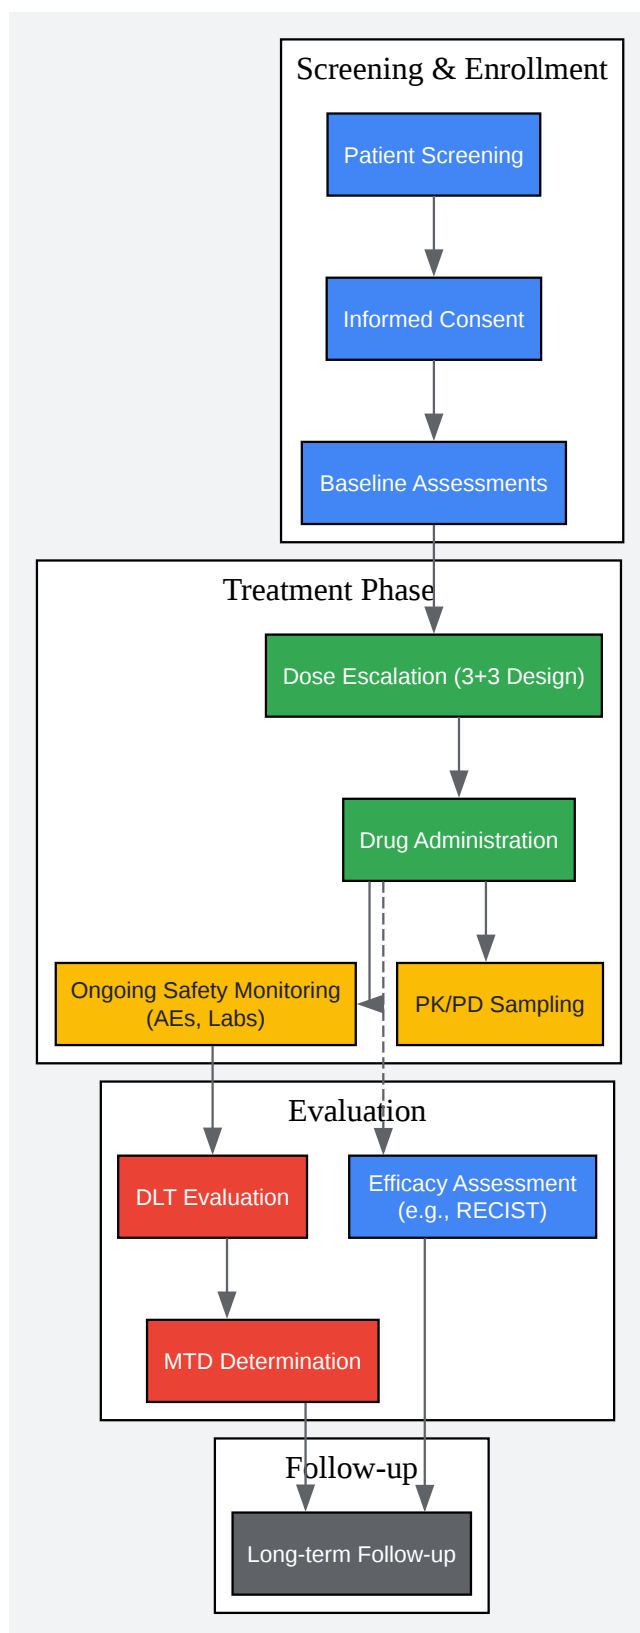 Screening & Enrollment
Patient Screening
Informed Consent
Baseline Assessments
Treatment Phase
Dose Escalation (3+3 Design)
Drug Administration
Ongoing Safety Monitoring
(AEs, Labs)
PK/PD Sampling
Evaluation
DLT Evaluation
Efficacy Assessment
(e.g., RECIST)
MTD Determination
Follow-up
Long-term Follow-up